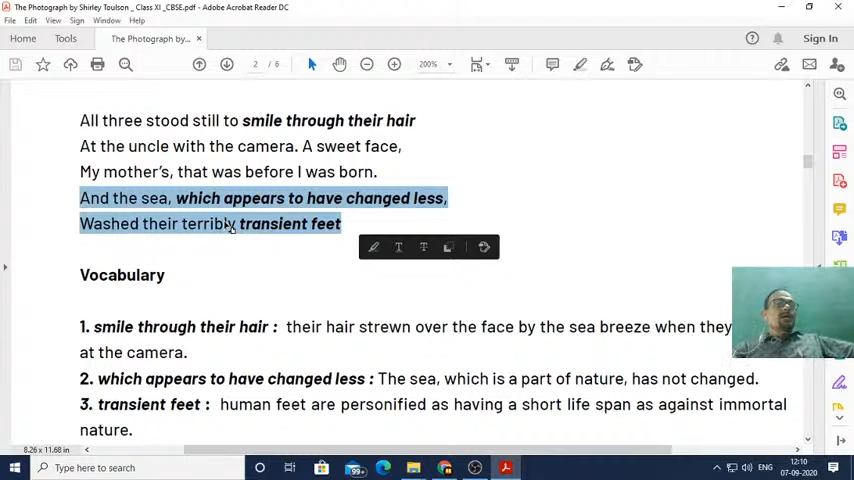 The Photograph by Shirley Toulson _ Class XI _CBSE.pdf - Adobe Acrobat Reader DC
File Edit View Sign Window Help
Home Tools The Photograph by... × Sign In
2 / 6 200%
All three stood still to smile through their hair
At the uncle with the camera. A sweet face,
My mother's, that was before I was born.
And the sea, which appears to have changed less,
Washed their terribly transient feet
Vocabulary
1. smile through their hair : their hair strewn over the face by the sea breeze when they
at the camera.
2. which appears to have changed less : The sea, which is a part of nature, has not changed.
3. transient feet : human feet are personified as having a short life span as against immortal
nature.
8.26 x 11.68 in
Type here to search
99+
ENG
12:10
07-09-2020